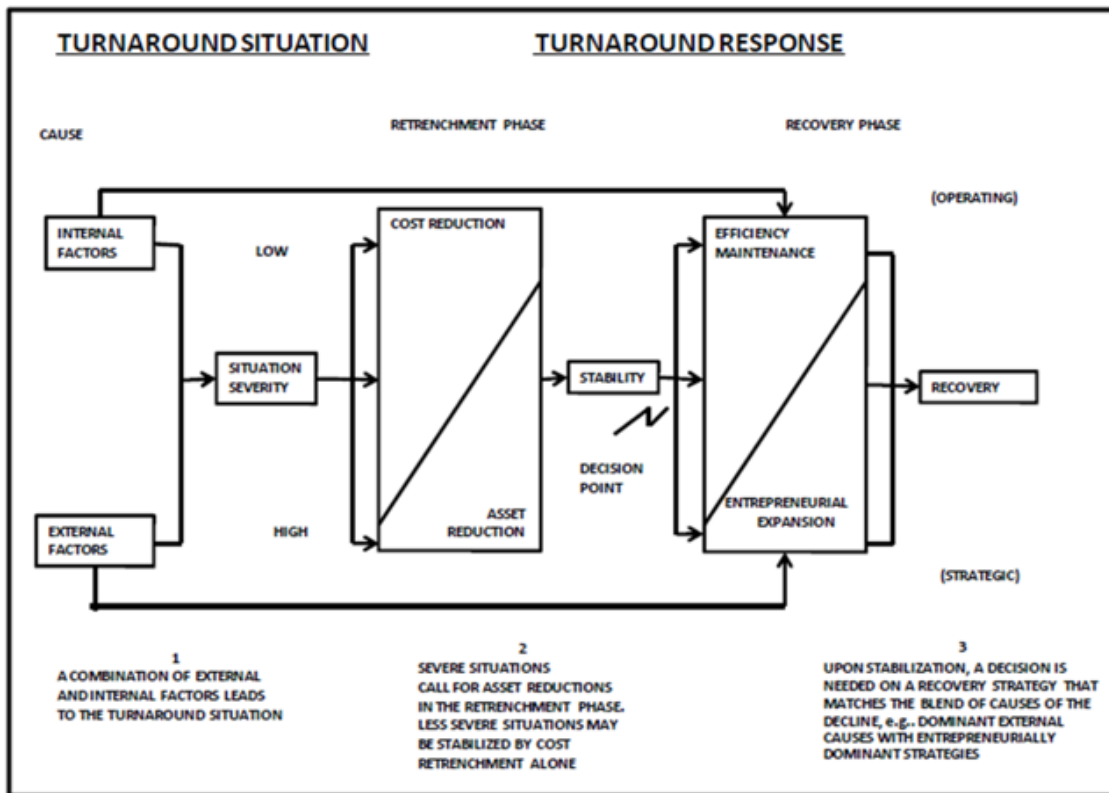 TURNAROUND SITUATION
TURNAROUND RESPONSE
CAUSE
RETRENCHMENT PHASE
RECOVERY PHASE
(OPERATING)
INTERNAL
FACTORS
LOW
COST REDUCTION
EFFICIENCY
MAINTENANCE
SITUATION
SEVERITY
STABILITY
RECOVERY
DECISION
POINT
EXTERNAL
FACTORS
HIGH
ASSET
REDUCTION
ENTREPRENEURIAL
EXPANSION
(STRATEGIC)
1
A COMBINATION OF EXTERNAL
AND INTERNAL FACTORS LEADS
TO THE TURNAROUND SITUATION
2
SEVERE SITUATIONS
CALL FOR ASSET REDUCTIONS
IN THE RETRENCHMENT PHASE.
LESS SEVERE SITUATIONS MAY
BE STABILIZED BY COST
RETRENCHMENT ALONE
3
UPON STABILIZATION, A DECISION IS
NEEDED ON A RECOVERY STRATEGY THAT
MATCHES THE BLEND OF CAUSES OF THE
DECLINE, e.g.. DOMINANT EXTERNAL
CAUSES WITH ENTREPRENEURIALLY
DOMINANT STRATEGIES